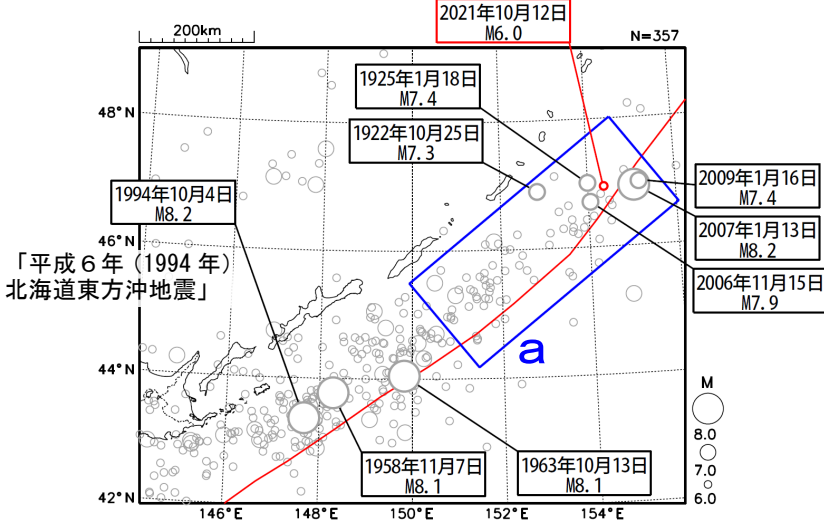 2021年10月12日
M6.0
200km
N=357
1925年1月18日
M7.4
48°N
1922年10月25日
M7.3
2009年1月16日
M7.4
1994年10月4日
M8.2
2007年1月13日
M8.2
46°N
「平成６年（1994 年）
北海道東方沖地震」
2006年11月15日
M7.9
a
44°N
M
8.0
7.0
6.0
1958年11月7日
M8.1
1963年10月13日
M8.1
42°N
146°E
148°E
150°E
152°E
154°E